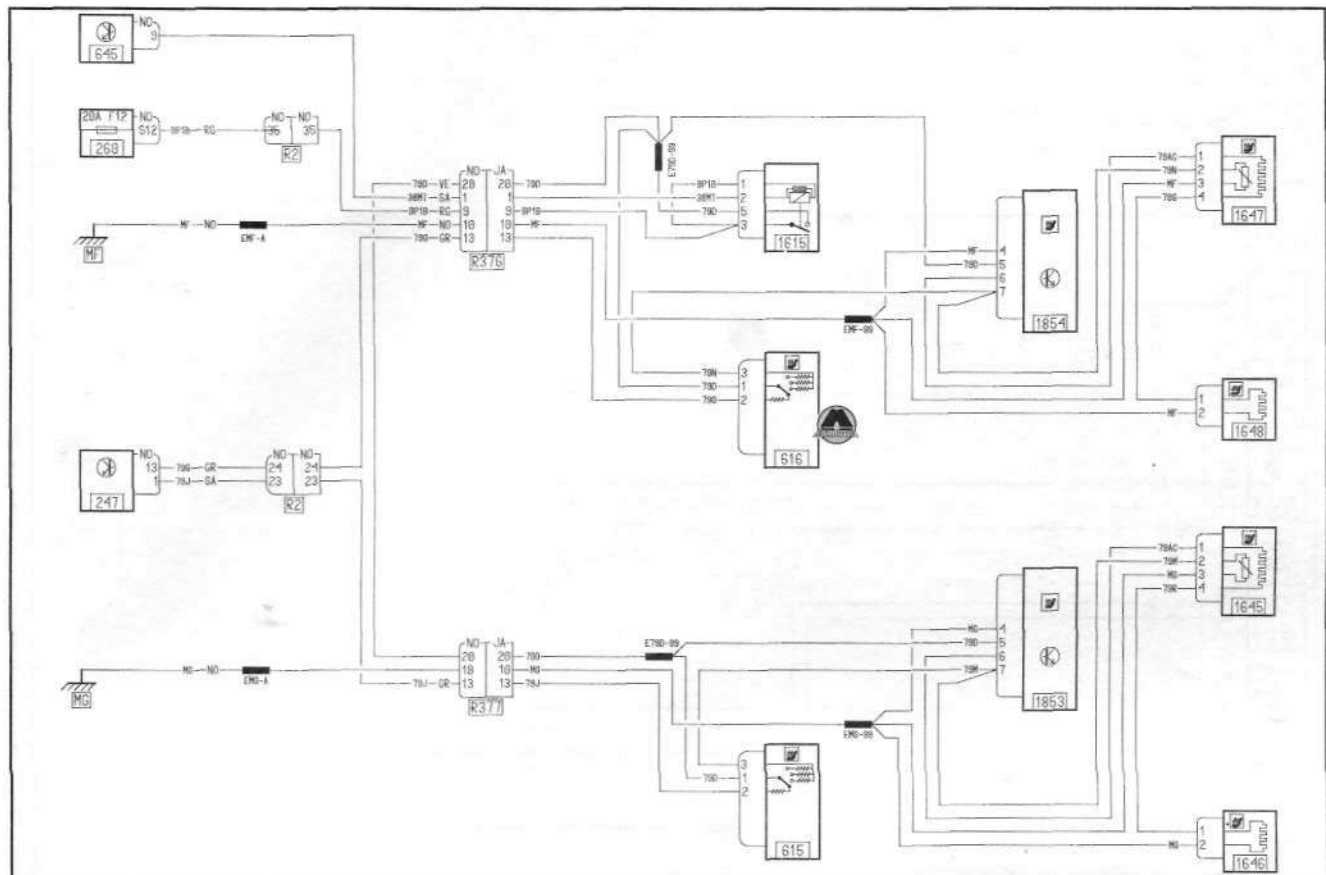 NO
9
645
20A F12
NO
S12
268
BP18 RG
NO NO
35 35
R2
MF NO
EMF-A
MF
NO JA
79D VE 20 20 79D
38MT SA 1 1
BP18 RG 9 9 BP18
MF NO 10 10 MF
79G GR 13 13
R376
E79D-99
BP18 1
38MT 2
79D 5
3
1615
79N 3
79D 1
2
616
EMF-99
MF 4
79D 5
6
7
1854
79AC 1
79N 2
MF 3
4
1647
1
MF 2
1648
NO
13 79G GR
1 79J SA
247
NO NO
24 24
23 23
R2
MG NO
EMG-A
MG
NO JA
20 20 79D
10 10 MG
79J GR 13 13 79J
R377
E79D-99
3
79D 1
2
615
EMG-99
MG 4
79D 5
6
79M 7
1853
79AC 1
79M 2
MG 3
79R 4
1645
1
MG 2
1646